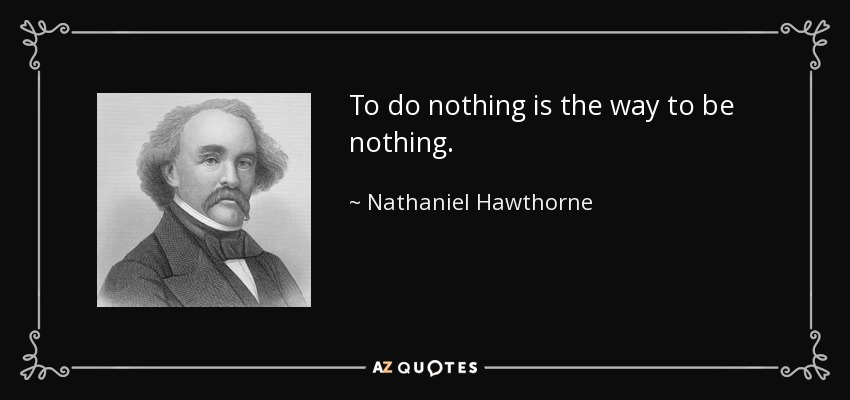 To do nothing is the way to be
nothing.
~ Nathaniel Hawthorne
AZ QUOTES